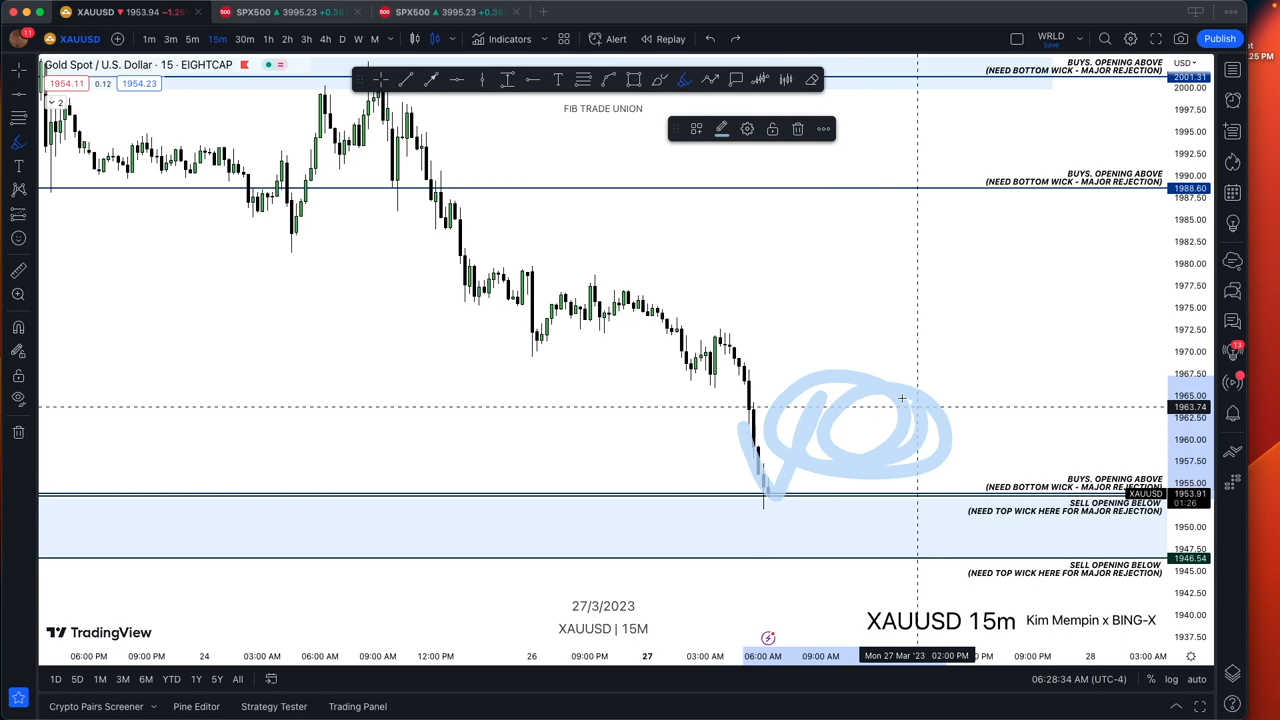 XAUUSD ▼ 1953.94 −1.25%
SPX500 ▲ 3995.23 +0.36
SPX500 ▲ 3995.23 +0.36
11
XAUUSD
1m 3m 5m 15m 30m 1h 2h 3h 4h D W M
Indicators
Alert
Replay
WRLD
Save
Publish
Gold Spot / U.S. Dollar · 15 · EIGHTCAP
1954.11 0.12 1954.23
2
FIB TRADE UNION
BUYS. OPENING ABOVE
(NEED BOTTOM WICK - MAJOR REJECTION)
BUYS. OPENING ABOVE
(NEED BOTTOM WICK - MAJOR REJECTION)
BUYS. OPENING ABOVE
(NEED BOTTOM WICK - MAJOR REJECTION)
SELL OPENING BELOW
(NEED TOP WICK HERE FOR MAJOR REJECTION)
SELL OPENING BELOW
(NEED TOP WICK HERE FOR MAJOR REJECTION)
USD
2001.31
2000.00
1997.50
1995.00
1992.50
1990.00
1988.60
1987.50
1985.00
1982.50
1980.00
1977.50
1975.00
1972.50
1970.00
1967.50
1965.00
1963.74
1962.50
1960.00
1957.50
1955.00
XAUUSD 1953.91
01:26
1950.00
1947.50
1946.54
1945.00
1942.50
1940.00
1937.50
13
27/3/2023
XAUUSD | 15M
XAUUSD 15m Kim Mempin x BING-X
TradingView
06:00 PM 09:00 PM 24 03:00 AM 06:00 AM 09:00 AM 12:00 PM 26 09:00 PM 27 03:00 AM 06:00 AM 09:00 AM Mon 27 Mar '23 02:00 PM 09:00 PM 28 03:00 AM
1D 5D 1M 3M 6M YTD 1Y 5Y All
06:28:34 AM (UTC-4) % log auto
Crypto Pairs Screener Pine Editor Strategy Tester Trading Panel